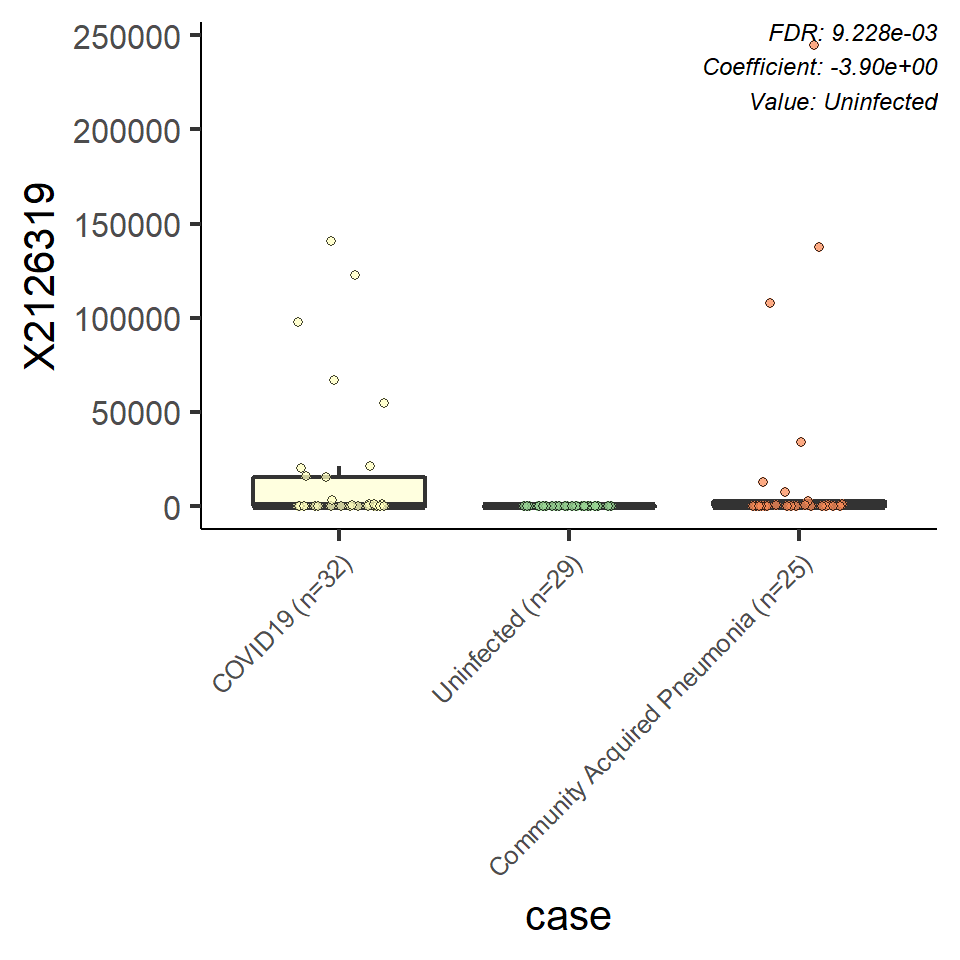 FDR: 9.228e-03
Coefficient: -3.90e+00
Value: Uninfected
X2126319
250000
200000
150000
100000
50000
0
COVID19 (n=32)
Uninfected (n=29)
Community Acquired Pneumonia (n=25)
case